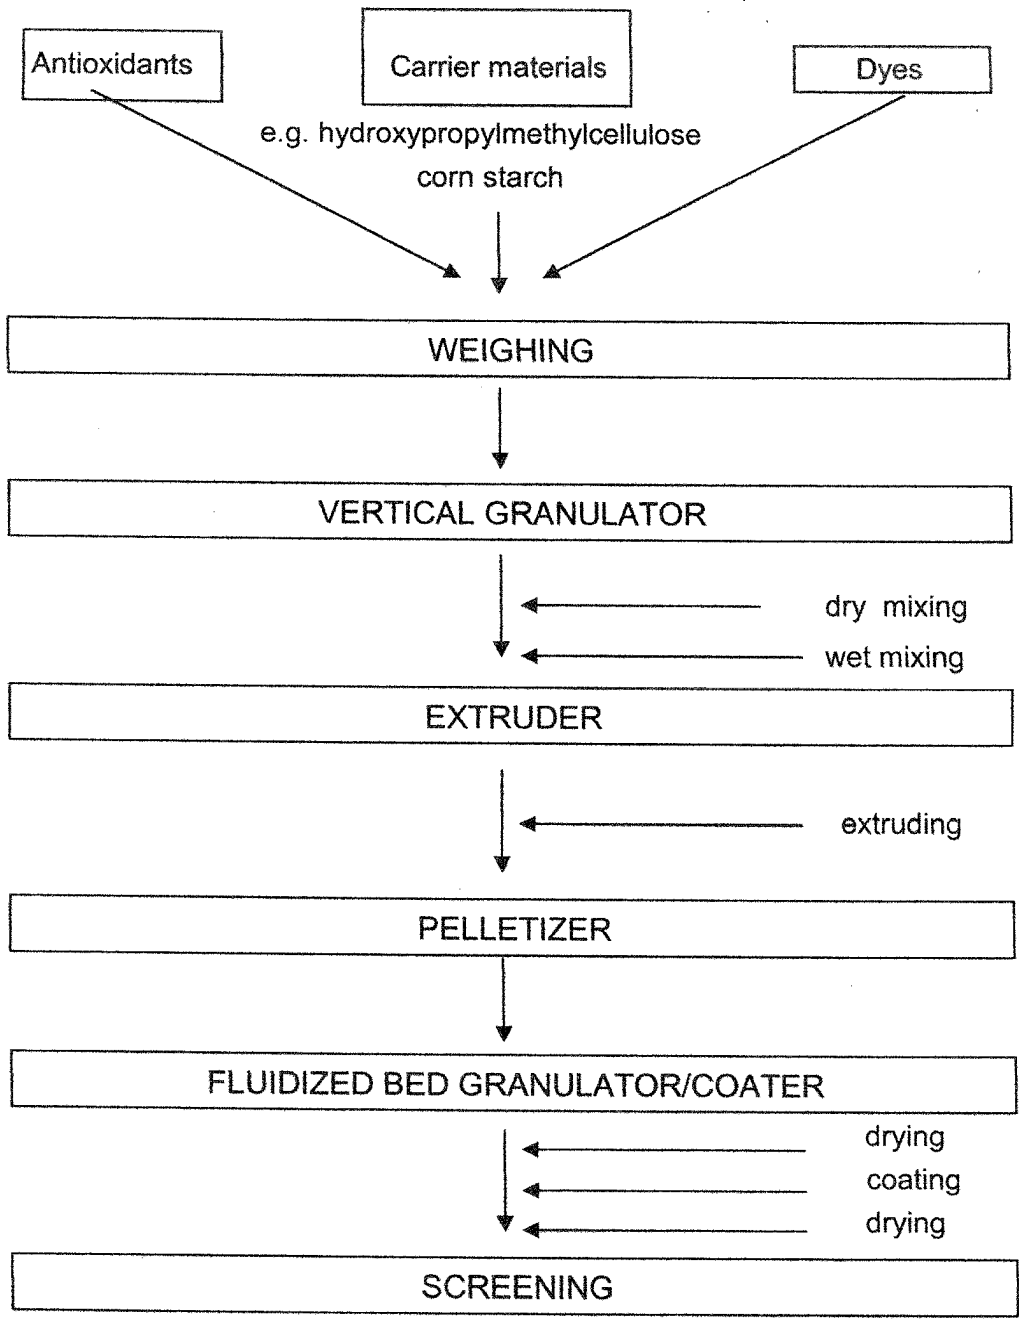 Antioxidants
Carrier materials
Dyes
e.g. hydroxypropylmethylcellulose
corn starch
WEIGHING
VERTICAL GRANULATOR
dry mixing
wet mixing
EXTRUDER
extruding
PELLETIZER
FLUIDIZED BED GRANULATOR/COATER
drying
coating
drying
SCREENING